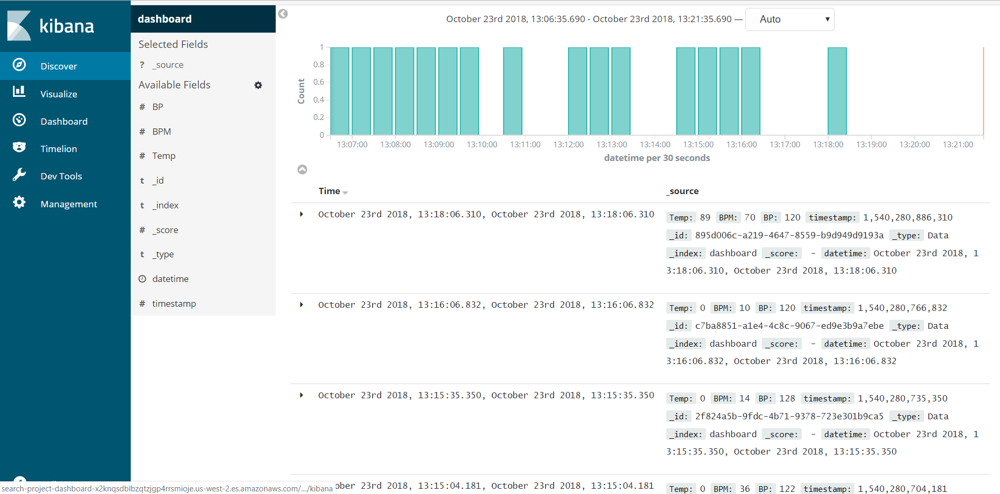 kibana
Discover
Visualize
Dashboard
Timelion
Dev Tools
Management
dashboard
Selected Fields
? _source
Available Fields
# BP
# BPM
# Temp
t _id
t _index
# _score
t _type
datetime
# timestamp
October 23rd 2018, 13:06:35.690 - October 23rd 2018, 13:21:35.690 — Auto
Count
1
0.8
0.6
0.4
0.2
0
13:07:00 13:08:00 13:09:00 13:10:00 13:11:00 13:12:00 13:13:00 13:14:00 13:15:00 13:16:00 13:17:00 13:18:00 13:19:00 13:20:00 13:21:00
datetime per 30 seconds
Time _source
October 23rd 2018, 13:18:06.310, October 23rd 2018, 13:18:06.310
Temp: 89 BPM: 70 BP: 120 timestamp: 1,540,280,886,310
_id: 895d006c-a219-4647-8559-b9d949d9193a _type: Data
_index: dashboard _score: - datetime: October 23rd 2018, 1
3:18:06.310, October 23rd 2018, 13:18:06.310
October 23rd 2018, 13:16:06.832, October 23rd 2018, 13:16:06.832
Temp: 0 BPM: 10 BP: 120 timestamp: 1,540,280,766,832
_id: c7ba8851-a1e4-4c8c-9067-ed9e3b9a7ebe _type: Data
_index: dashboard _score: - datetime: October 23rd 2018, 1
3:16:06.832, October 23rd 2018, 13:16:06.832
October 23rd 2018, 13:15:35.350, October 23rd 2018, 13:15:35.350
Temp: 0 BPM: 14 BP: 128 timestamp: 1,540,280,735,350
_id: 2f824a5b-9fdc-4b71-9378-723e301b9ca5 _type: Data
_index: dashboard _score: - datetime: October 23rd 2018, 1
3:15:35.350, October 23rd 2018, 13:15:35.350
ober 23rd 2018, 13:15:04.181, October 23rd 2018, 13:15:04.181
Temp: 0 BPM: 36 BP: 122 timestamp: 1,540,280,704,181
search-project-dashboard-x2knqsdblbzqtzjgp4rrsmioje.us-west-2.es.amazonaws.com/.../kibana